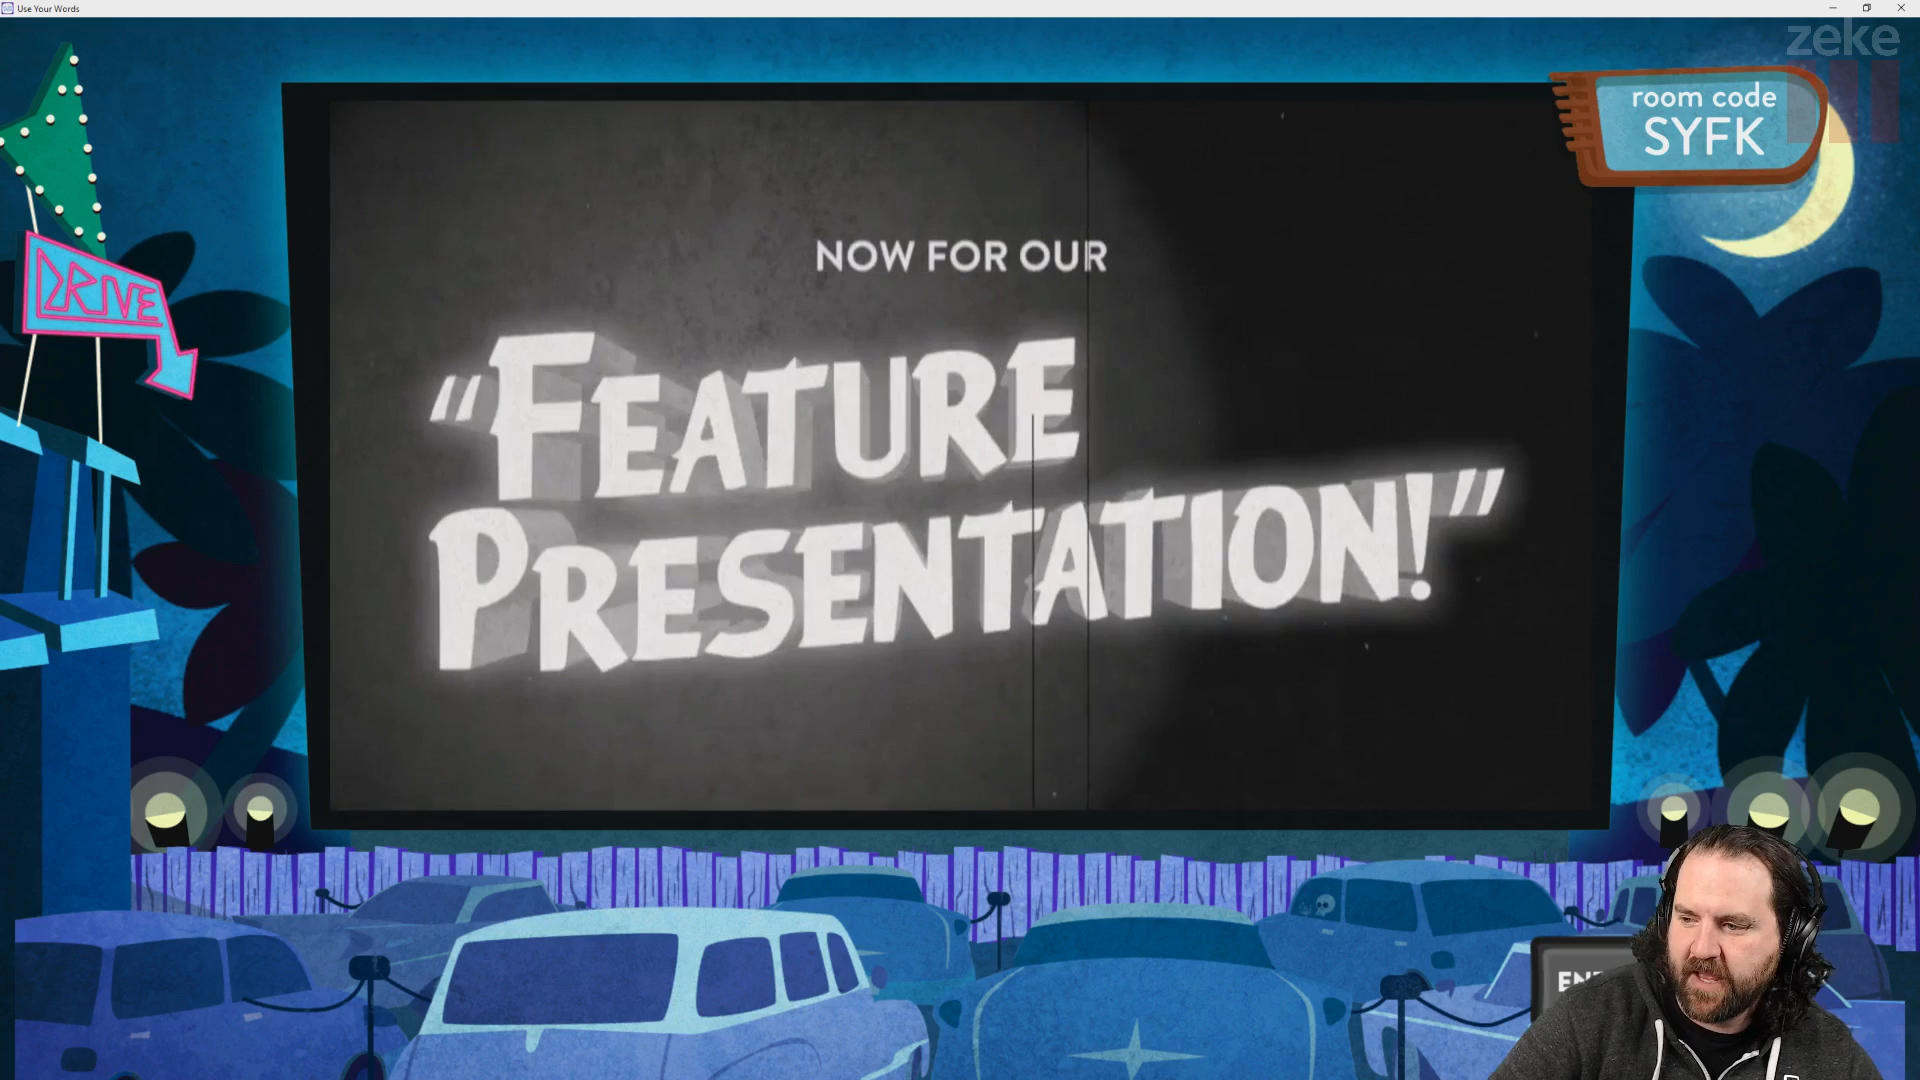 Use Your Words
zeke
room code
SYFK
DRIVE
NOW FOR OUR
“FEATURE
PRESENTATION!”